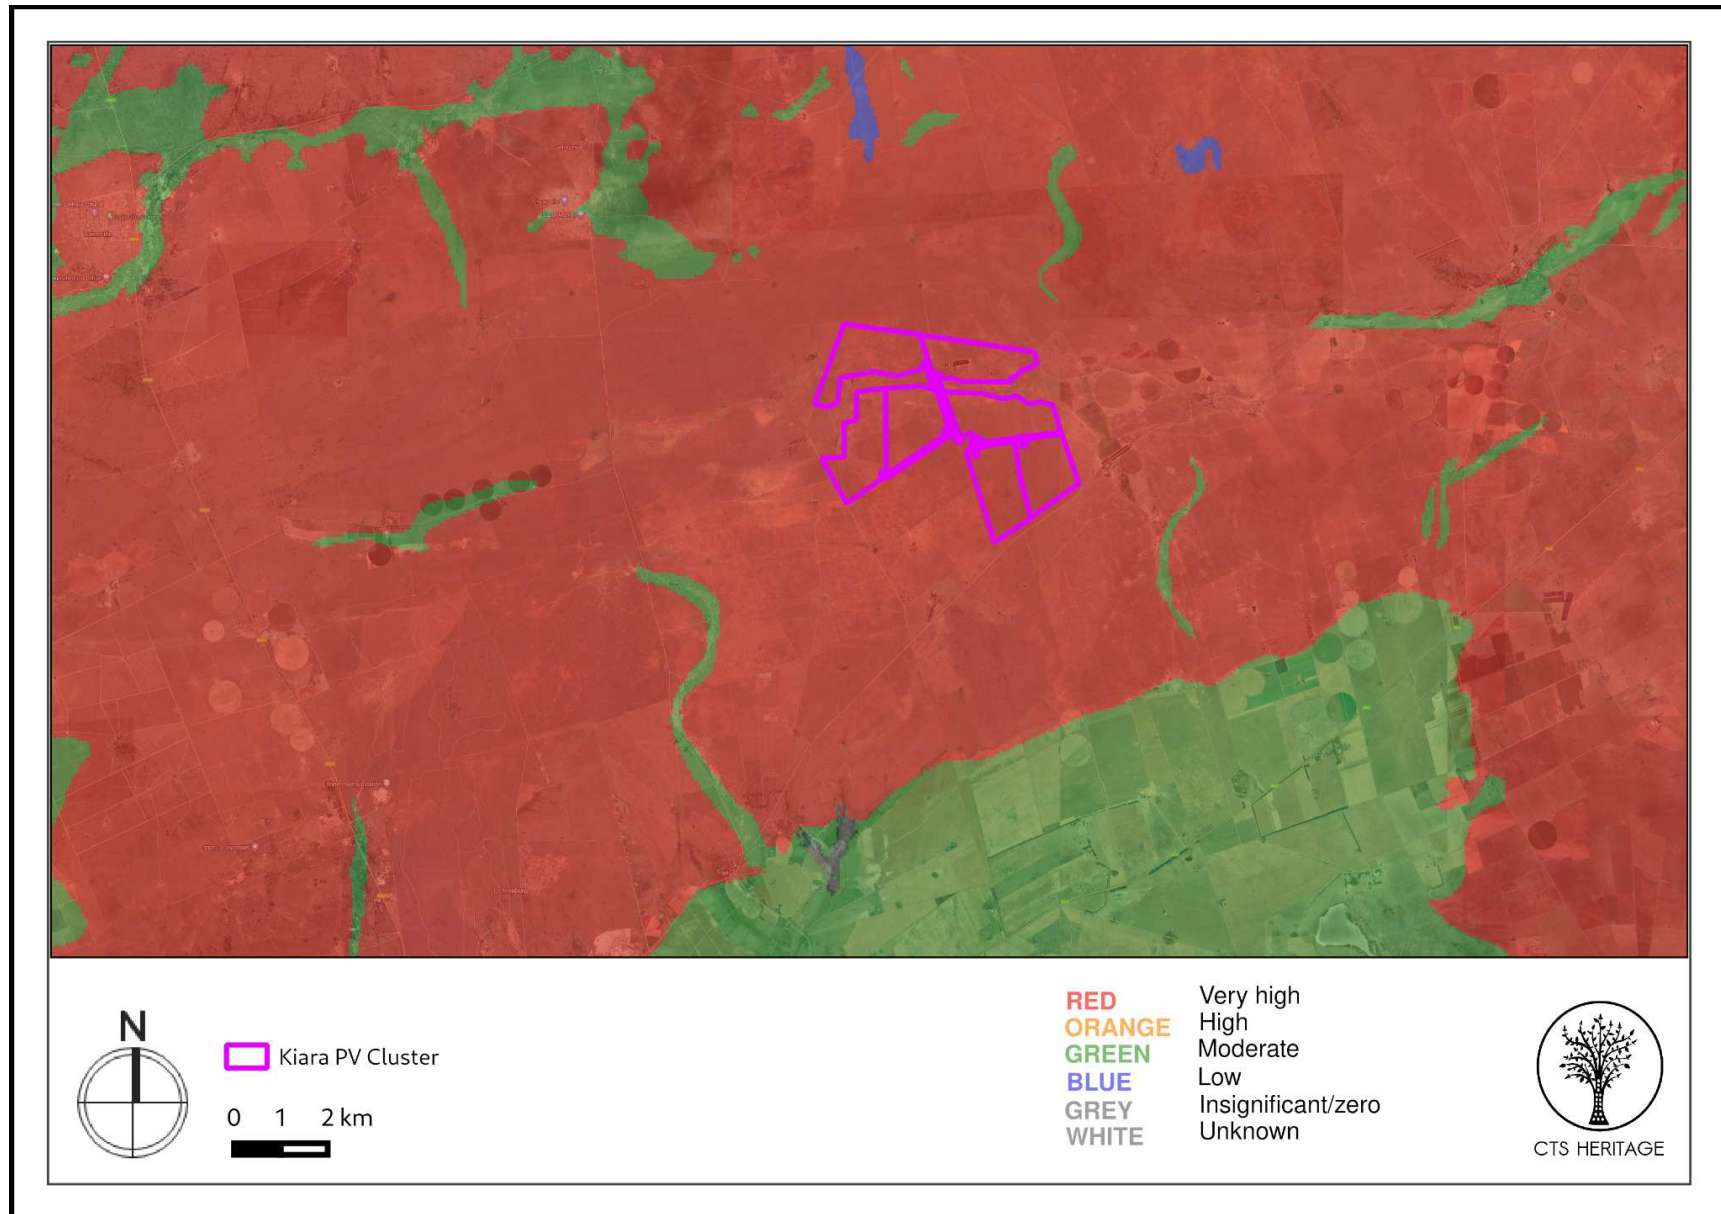 N
Kiara PV Cluster
0 1 2 km
RED Very high
ORANGE High
GREEN Moderate
BLUE Low
GREY Insignificant/zero
WHITE Unknown
CTS HERITAGE